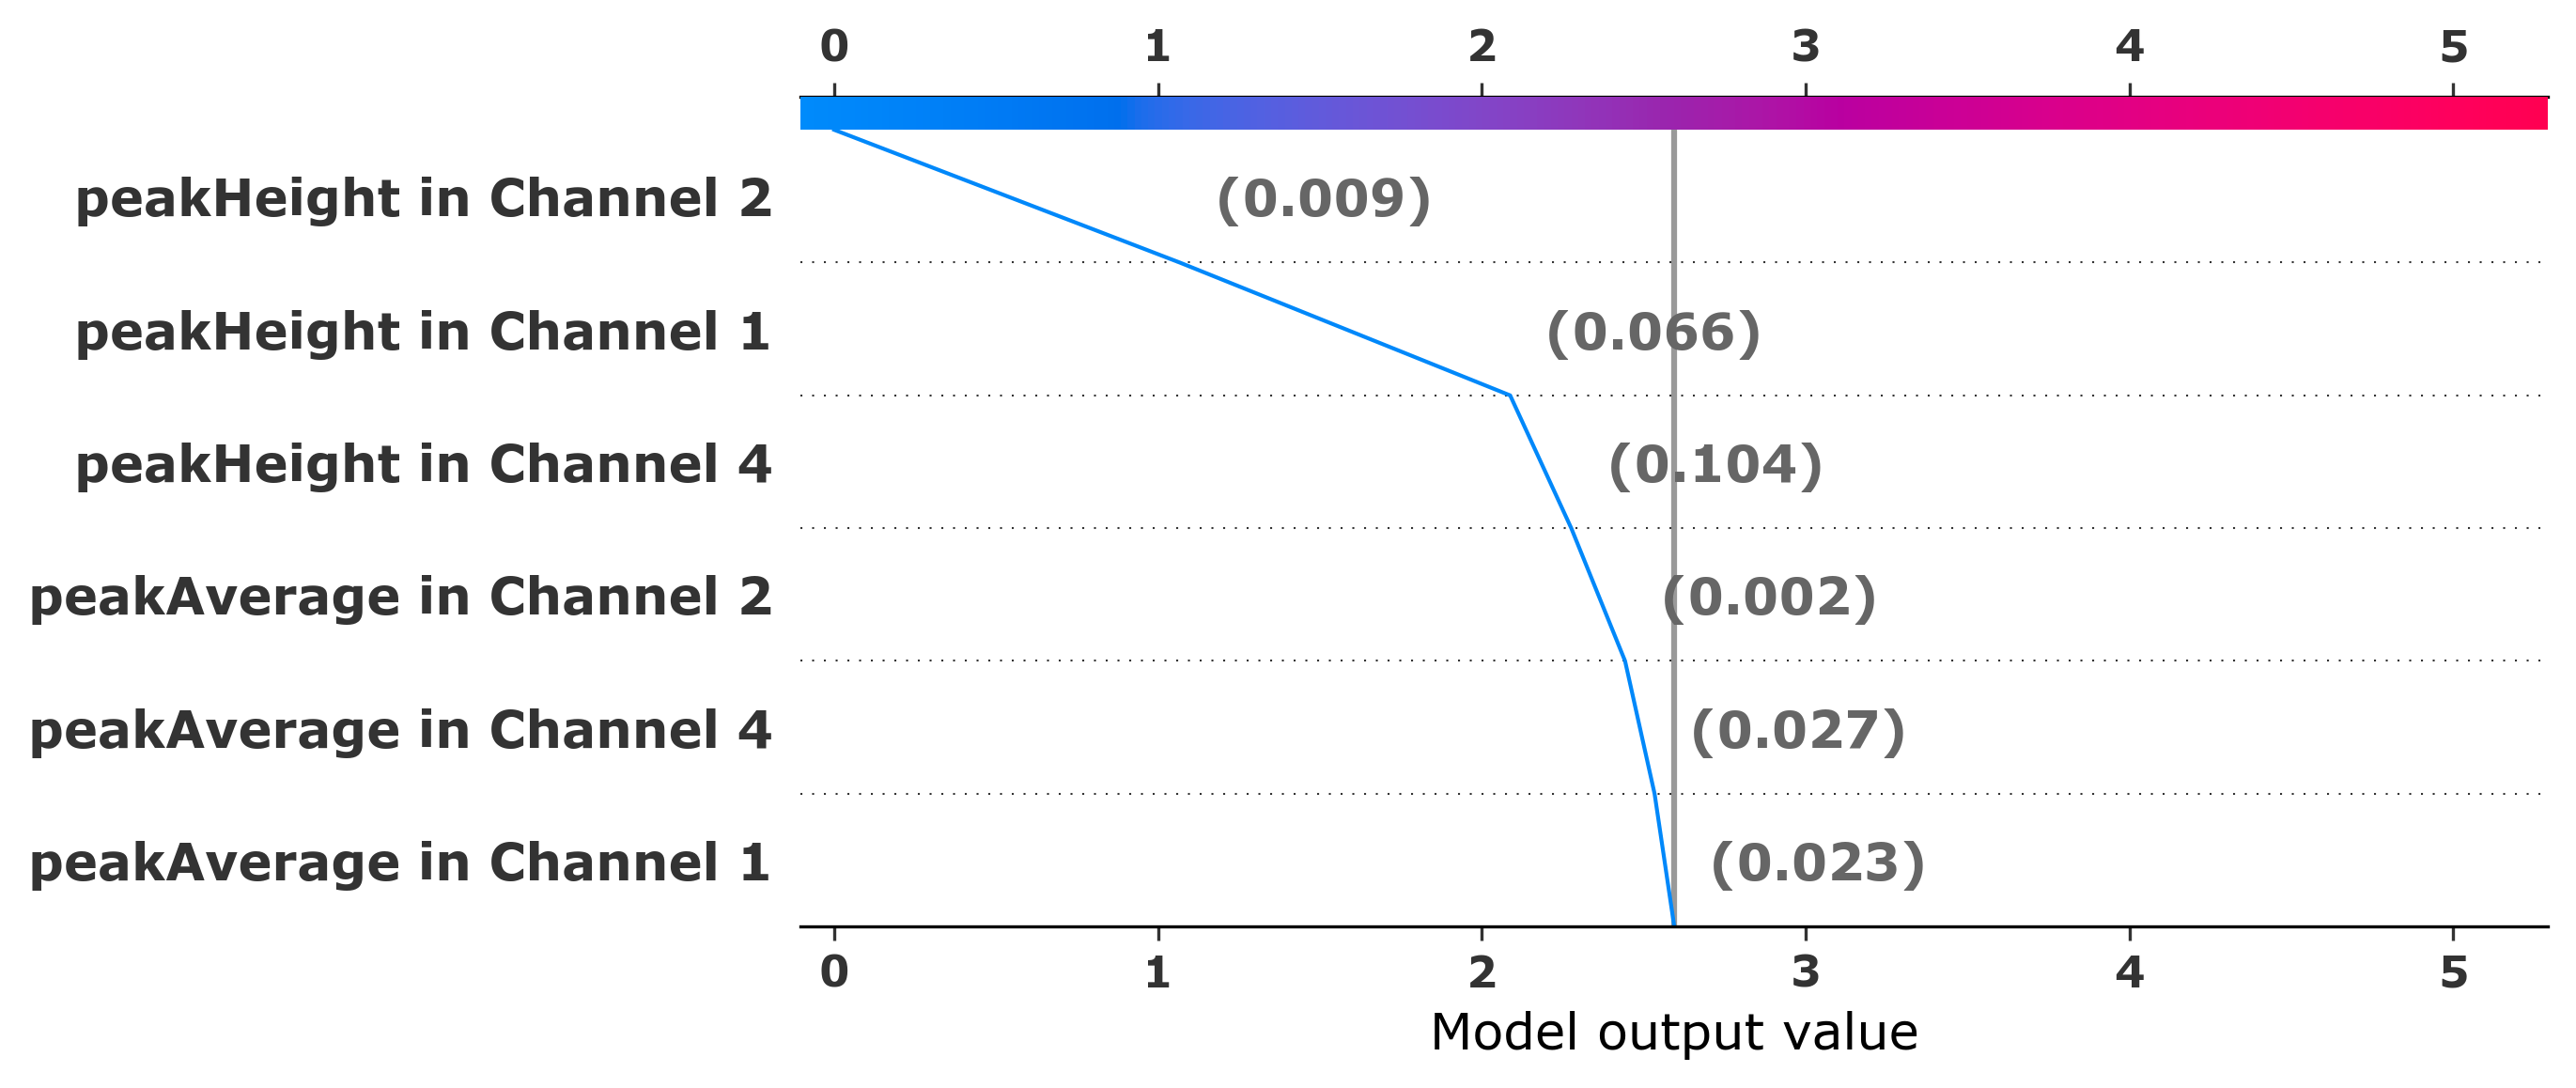 0 1 2 3 4 5
peakHeight in Channel 2 (0.009)
peakHeight in Channel 1 (0.066)
peakHeight in Channel 4 (0.104)
peakAverage in Channel 2 (0.002)
peakAverage in Channel 4 (0.027)
peakAverage in Channel 1 (0.023)
0 1 2 3 4 5
Model output value